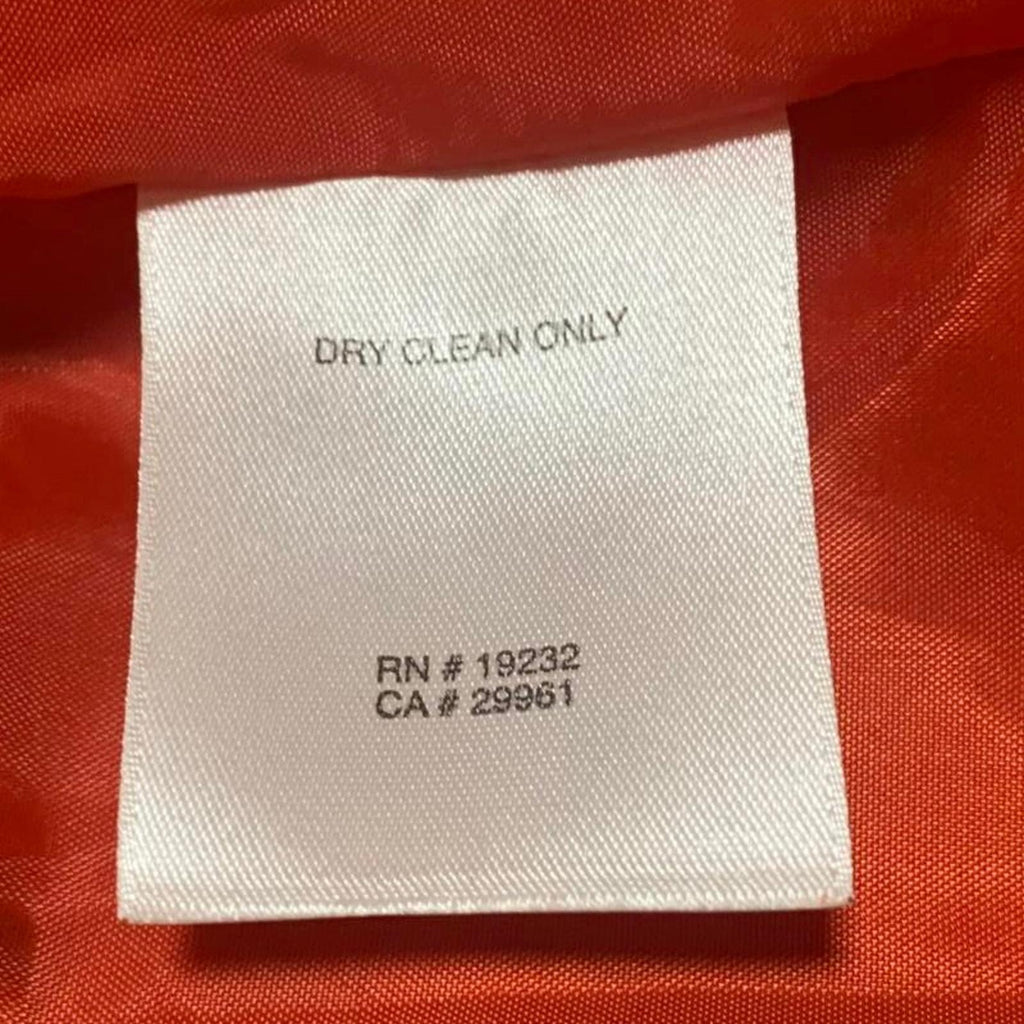 DRY CLEAN ONLY
RN # 19232
CA # 29961